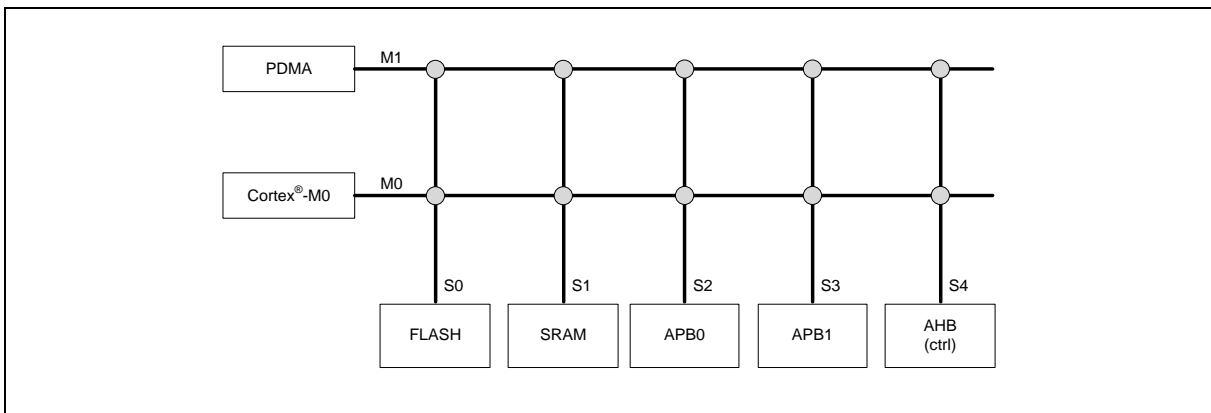 PDMA
M1
Cortex®-M0
M0
S0
S1
S2
S3
S4
FLASH
SRAM
APB0
APB1
AHB
(ctrl)